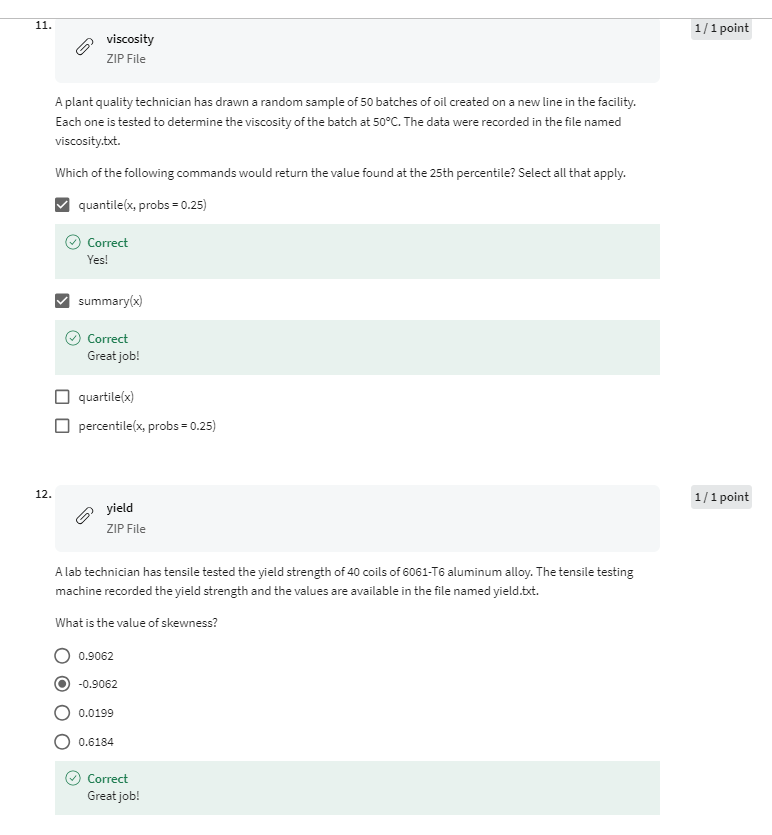 11.
1 / 1 point
viscosity
ZIP File
A plant quality technician has drawn a random sample of 50 batches of oil created on a new line in the facility.
Each one is tested to determine the viscosity of the batch at 50°C. The data were recorded in the file named
viscosity.txt.
Which of the following commands would return the value found at the 25th percentile? Select all that apply.
quantile(x, probs = 0.25)
Correct
Yes!
summary(x)
Correct
Great job!
quartile(x)
percentile(x, probs = 0.25)
12.
1 / 1 point
yield
ZIP File
A lab technician has tensile tested the yield strength of 40 coils of 6061-T6 aluminum alloy. The tensile testing
machine recorded the yield strength and the values are available in the file named yield.txt.
What is the value of skewness?
0.9062
-0.9062
0.0199
0.6184
Correct
Great job!